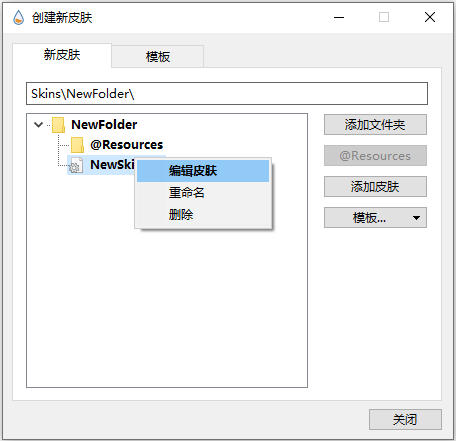 创建新皮肤
新皮肤
模板
Skins\NewFolder\
NewFolder
添加文件夹
@Resources
@Resources
NewSki
编辑皮肤
添加皮肤
重命名
模板...
删除
关闭